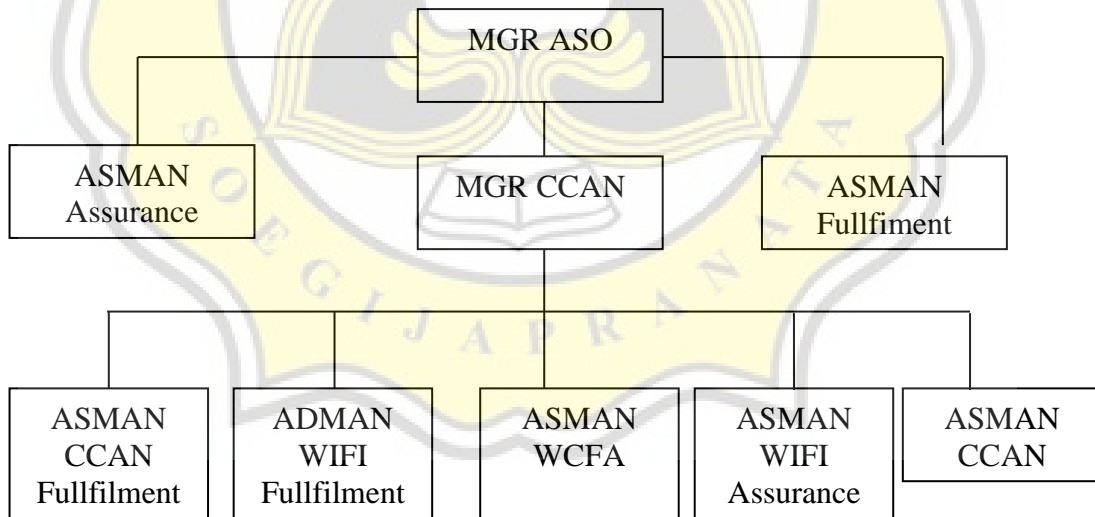 MGR ASO
ASMAN
Assurance
MGR CCAN
ASMAN
Fullfiment
ASMAN
CCAN
Fullfilment
ADMAN
WIFI
Fullfilment
ASMAN
WCFA
ASMAN
WIFI
Assurance
ASMAN
CCAN
SOEGIJAPRANATA